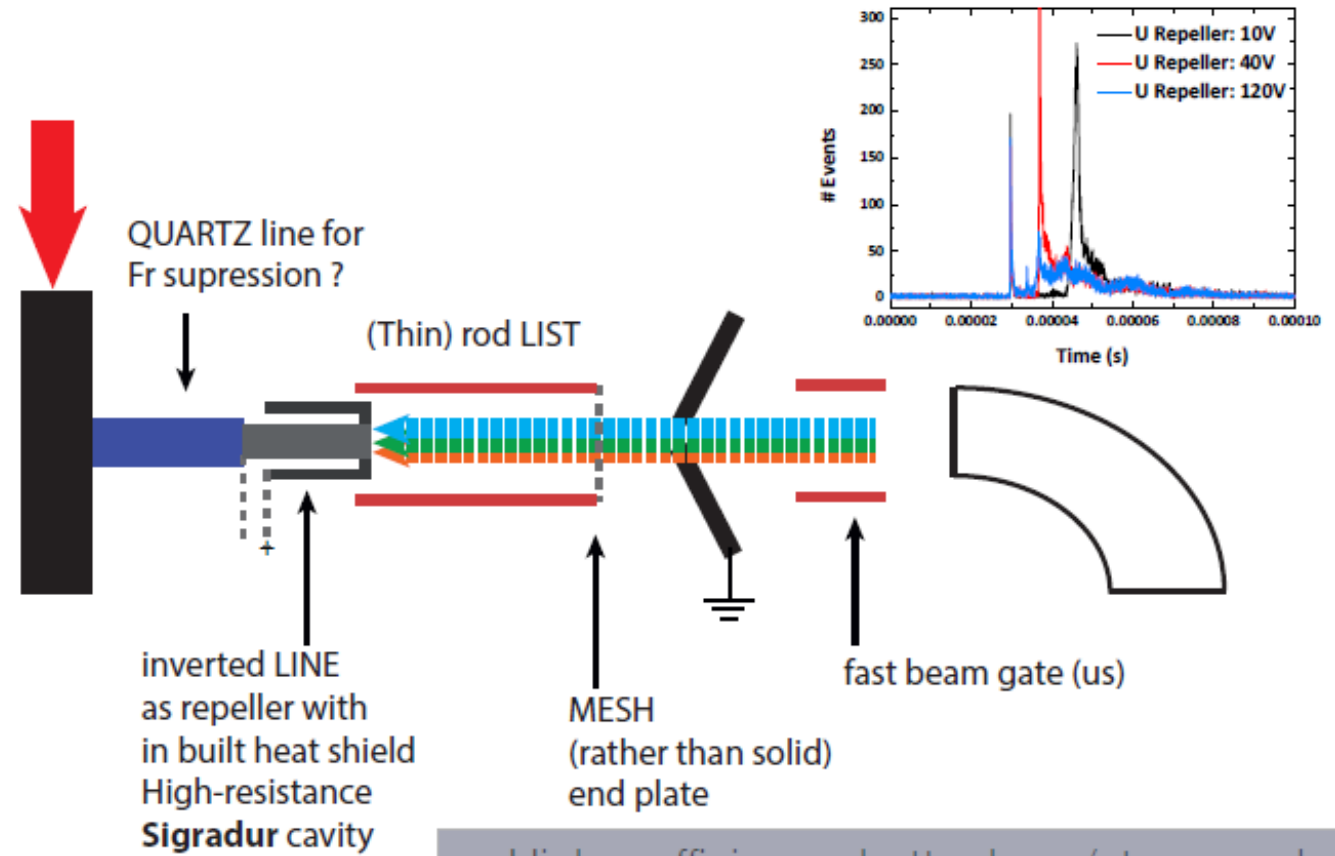 300
250
200
150
100
50
0
# Events
U Repeller: 10V
U Repeller: 40V
U Repeller: 120V
0.00000 0.00002 0.00004 0.00006 0.00008 0.00010
Time (s)
QUARTZ line for
Fr supression ?
(Thin) rod LIST
+
inverted LINE
as repeller with
in built heat shield
High-resistance
Sigradur cavity
MESH
(rather than solid)
end plate
fast beam gate (us)